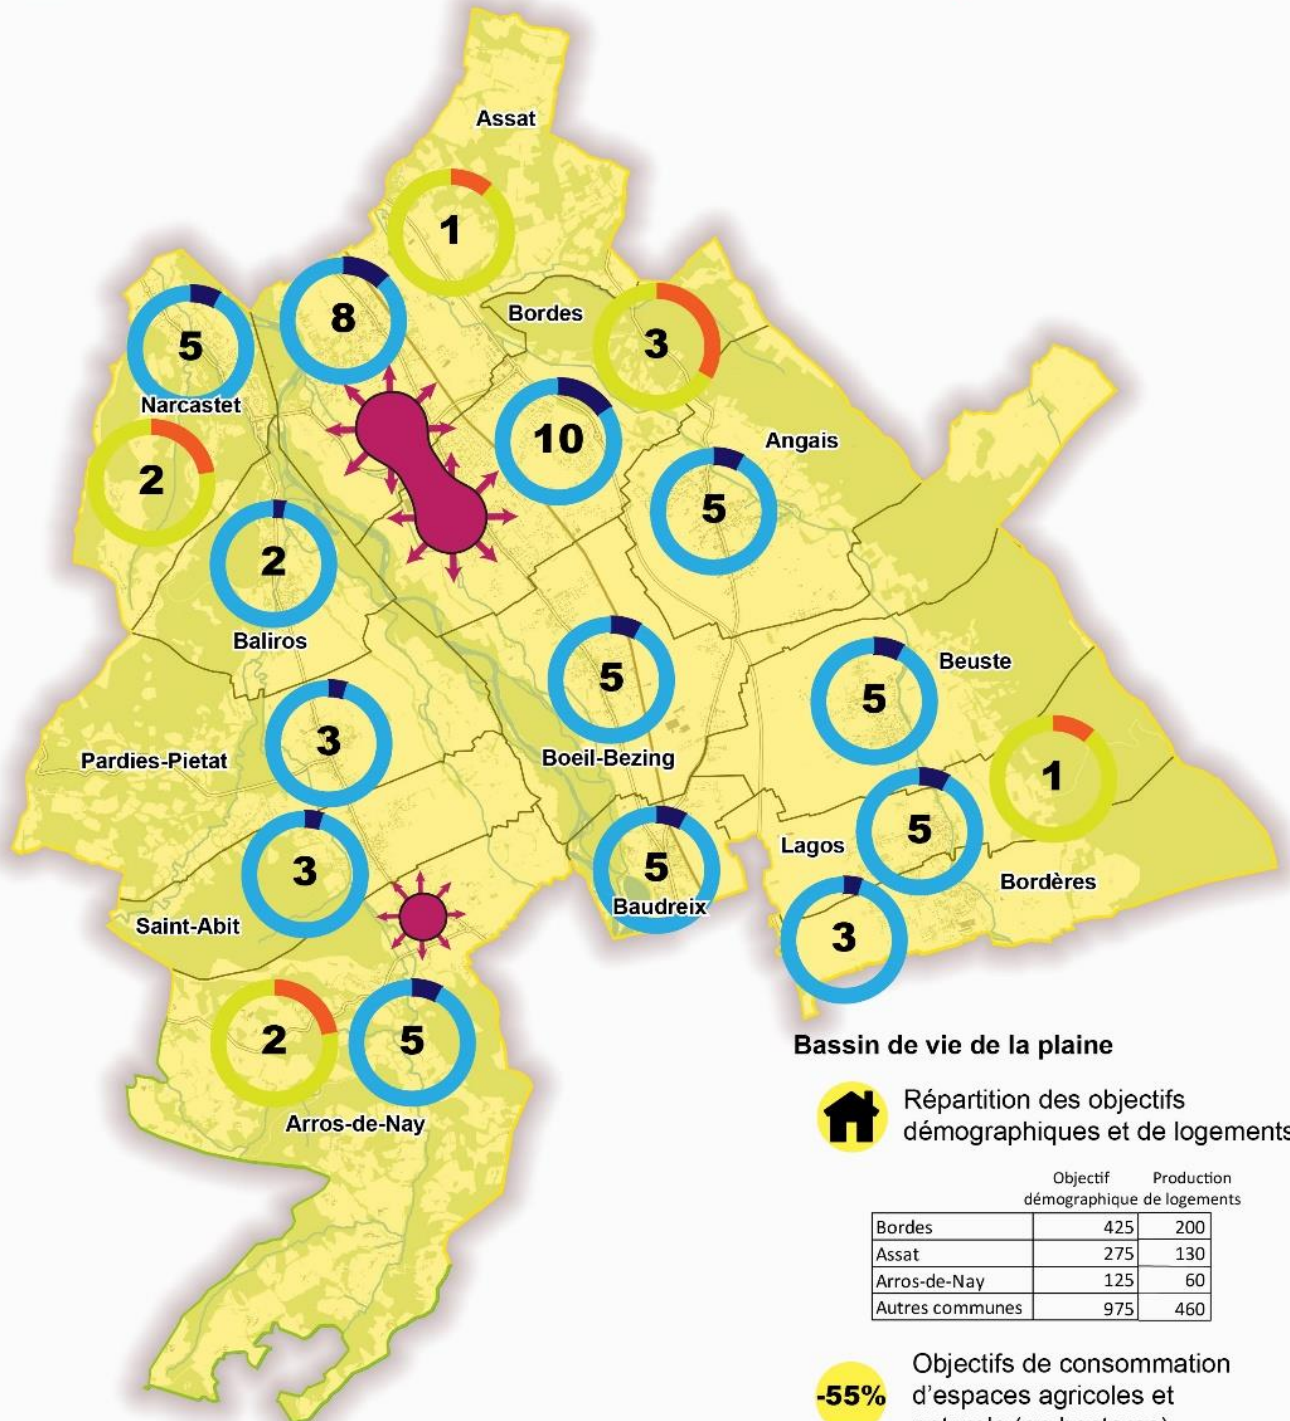 Assat
1
Bordes
8
3
5
Narcastet
10
Angais
2
5
2
Baliros
Beuste
5
5
3
Boeil-Bezing
Pardies-Pietat
1
5
Lagos
3
5
Bordères
Baudreix
Saint-Abit
3
2
5
Arros-de-Nay
Bassin de vie de la plaine
Répartition des objectifs
démographiques et de logements
Objectif Production
démographique de logements
Bordes 425 200
Assat 275 130
Arros-de-Nay 125 60
Autres communes 975 460
Objectifs de consommation
-55% d'espaces agricoles et